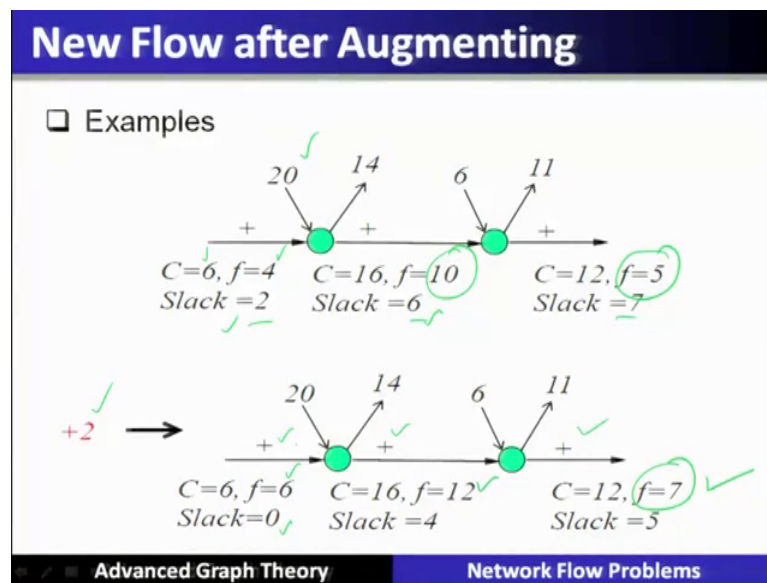 New Flow after Augmenting
❑ Examples
20 14 6 11
+ + +
C=6, f=4 C=16, f=10 C=12, f=5
Slack =2 Slack =6 Slack =7
20 14 6 11
+2 + + +
C=6, f=6 C=16, f=12 C=12, f=7
Slack=0 Slack =4 Slack =5
Advanced Graph Theory Network Flow Problems